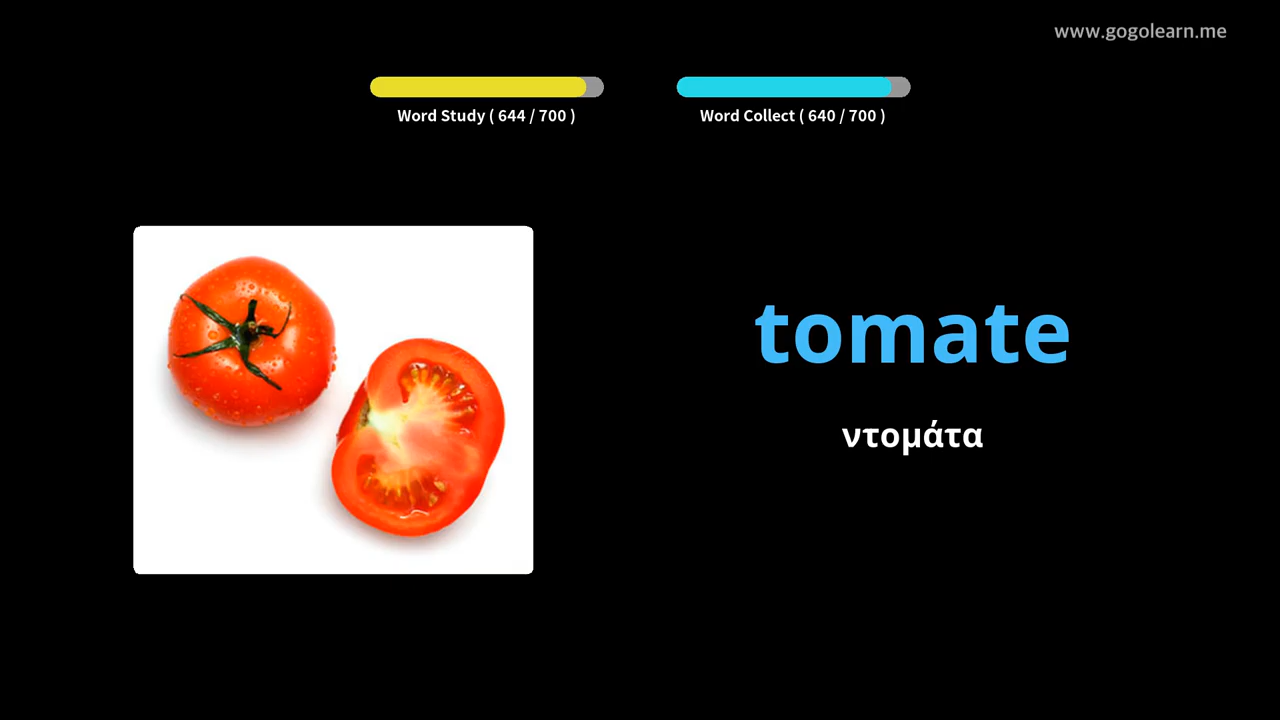 www.gogolearn.me
Word Study ( 644 / 700 )
Word Collect ( 640 / 700 )
tomate
ντομάτα